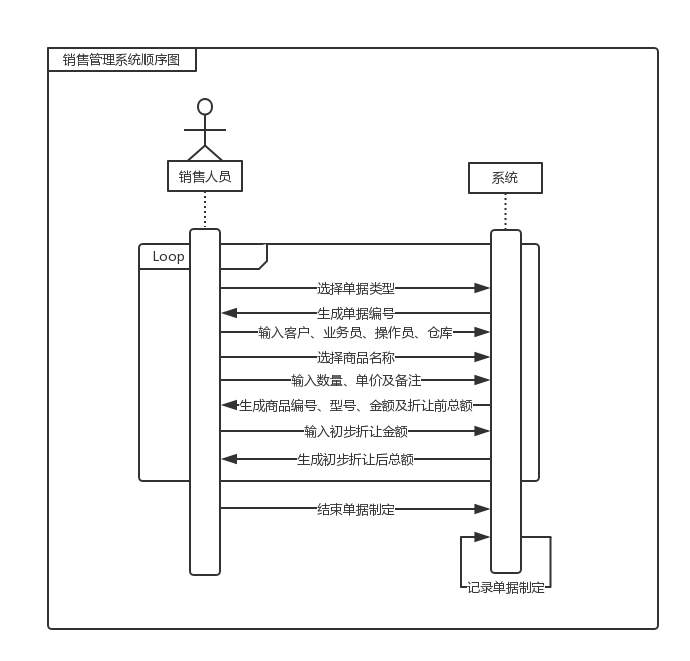 销售管理系统顺序图
销售人员
系统
Loop
选择单据类型
生成单据编号
输入客户、业务员、操作员、仓库
选择商品名称
输入数量、单价及备注
生成商品编号、型号、金额及折让前总额
输入初步折让金额
生成初步折让后总额
结束单据制定
记录单据制定